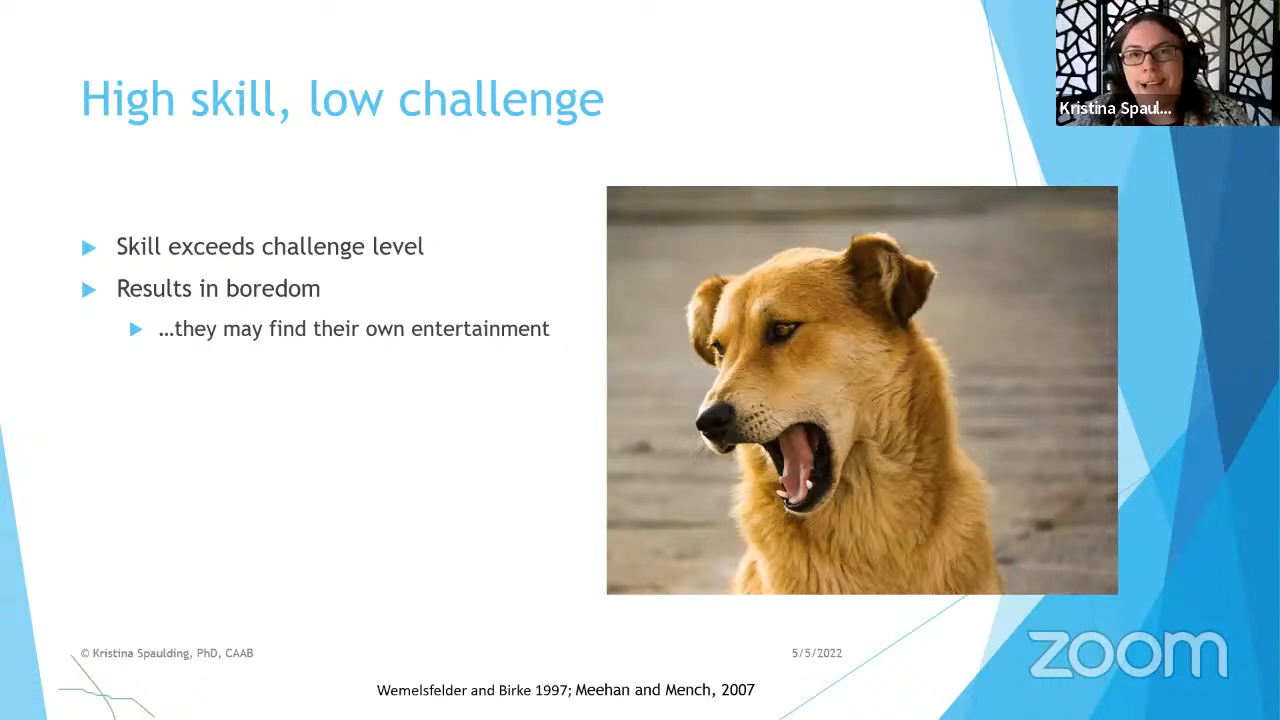 High skill, low challenge
Kristina Spaul...
Skill exceeds challenge level
Results in boredom
...they may find their own entertainment
© Kristina Spaulding, PhD, CAAB
5/5/2022
zoom
Wemelsfelder and Birke 1997; Meehan and Mench, 2007